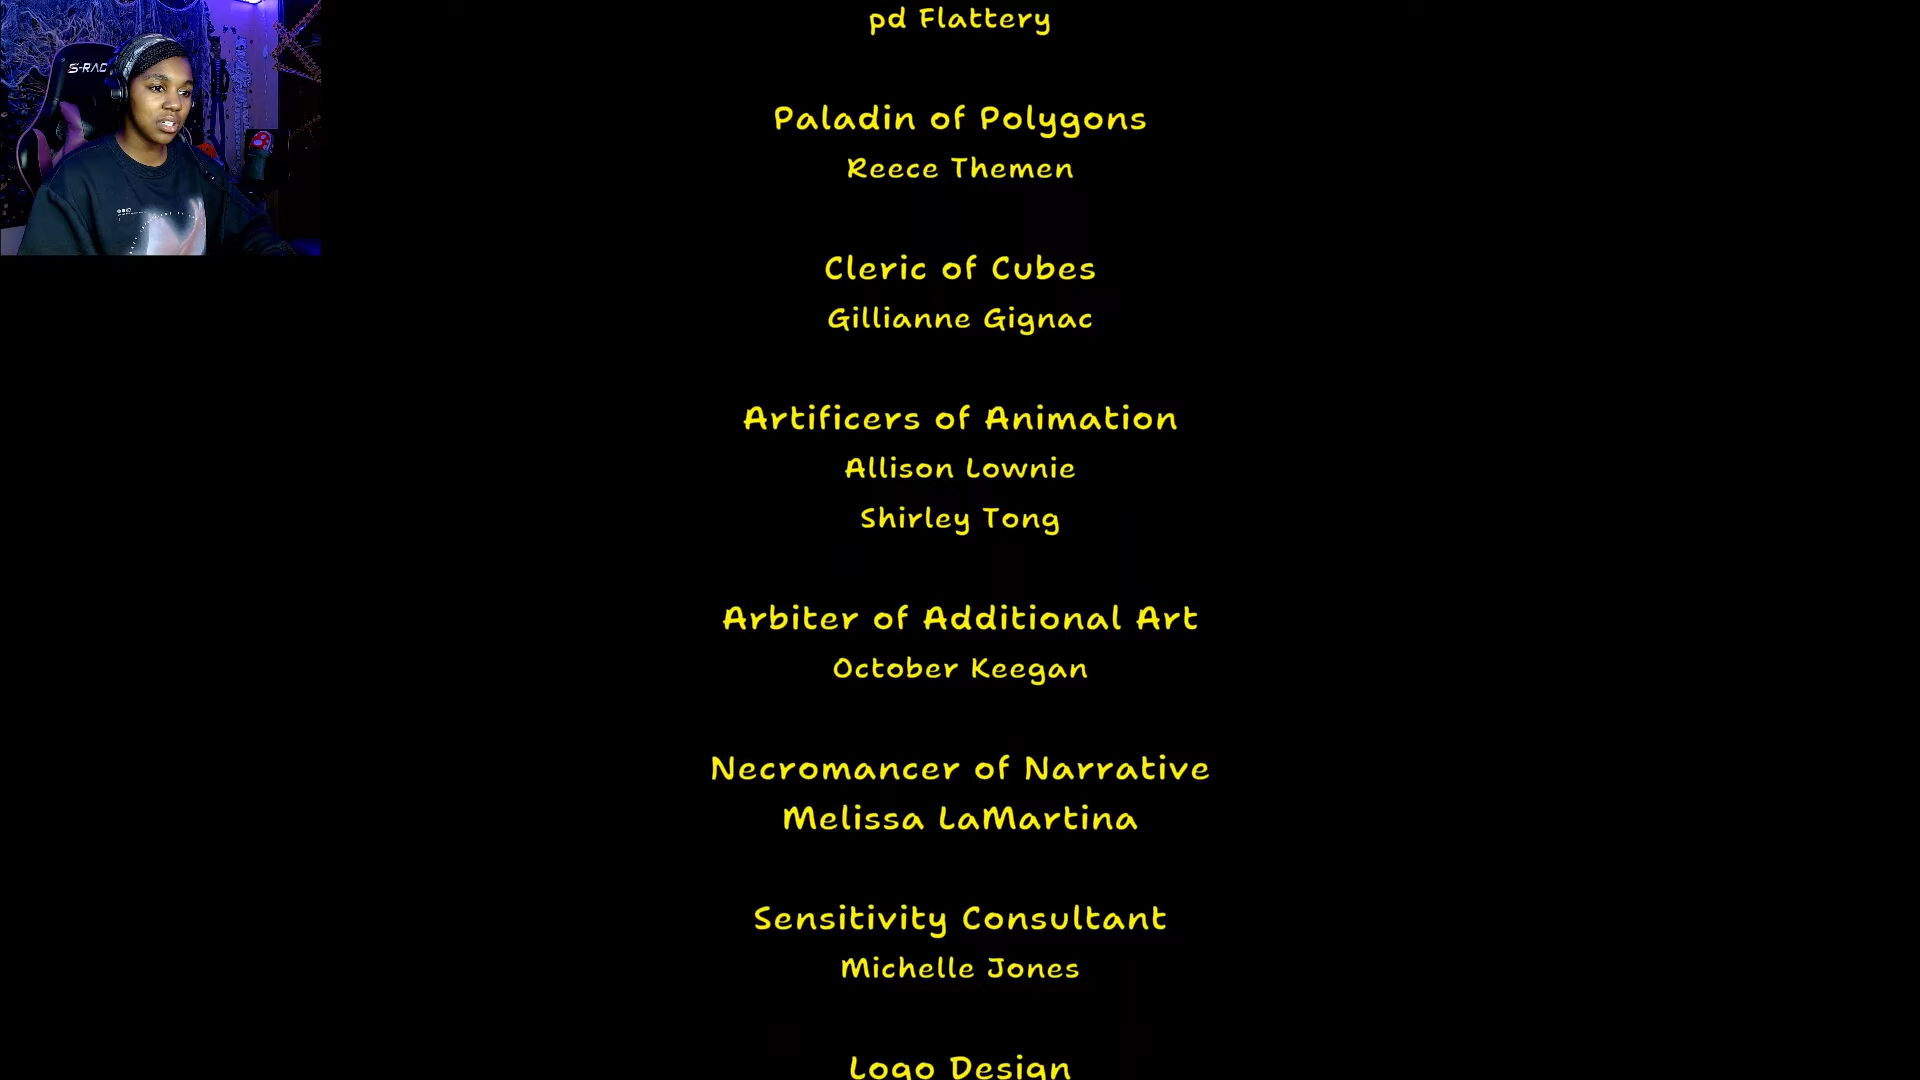 S-RAC
pd Flattery
Paladin of Polygons
Reece Themen
Cleric of Cubes
Gillianne Gignac
Artificers of Animation
Allison Lownie
Shirley Tong
Arbiter of Additional Art
October Keegan
Necromancer of Narrative
Melissa LaMartina
Sensitivity Consultant
Michelle Jones
Logo Design